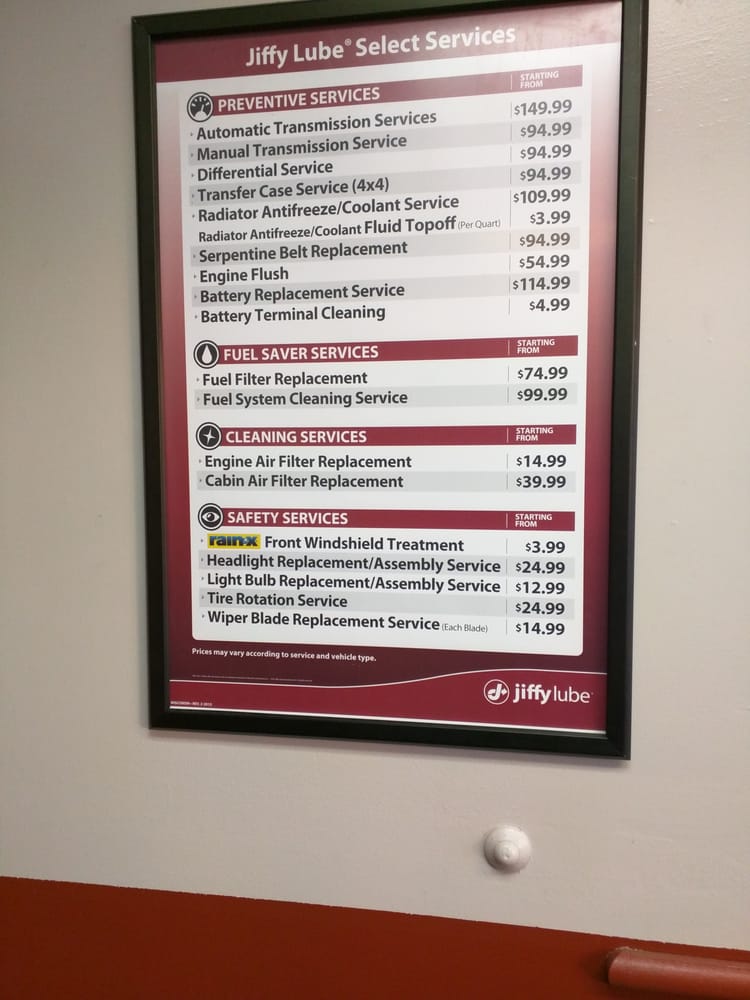 Jiffy Lube® Select Services
PREVENTIVE SERVICES STARTING FROM
Automatic Transmission Services $149.99
Manual Transmission Service $94.99
Differential Service $94.99
Transfer Case Service (4x4) $94.99
Radiator Antifreeze/Coolant Service $109.99
Radiator Antifreeze/Coolant Fluid Topoff (Per Quart) $3.99
Serpentine Belt Replacement $94.99
Engine Flush $54.99
Battery Replacement Service $114.99
Battery Terminal Cleaning $4.99
FUEL SAVER SERVICES STARTING FROM
Fuel Filter Replacement $74.99
Fuel System Cleaning Service $99.99
CLEANING SERVICES STARTING FROM
Engine Air Filter Replacement $14.99
Cabin Air Filter Replacement $39.99
SAFETY SERVICES STARTING FROM
rain-x Front Windshield Treatment $3.99
Headlight Replacement/Assembly Service $24.99
Light Bulb Replacement/Assembly Service $12.99
Tire Rotation Service $24.99
Wiper Blade Replacement Service (Each Blade) $14.99
Prices may vary according to service and vehicle type.
jiffy lube